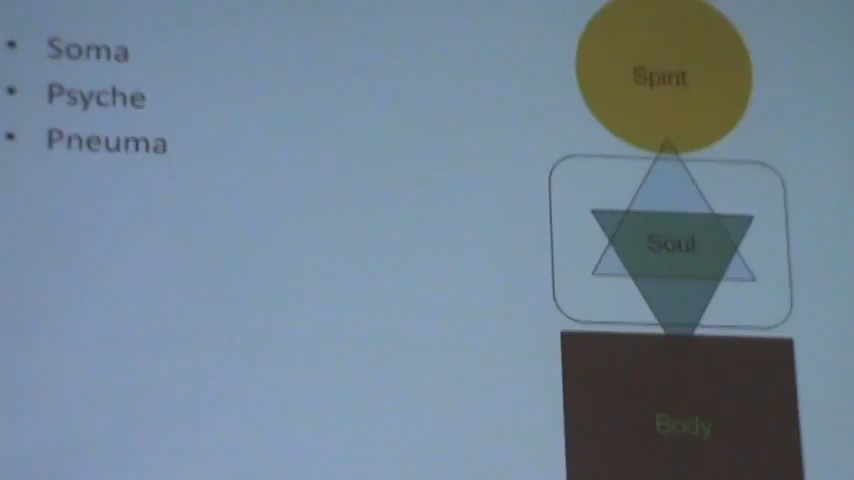 • Soma
• Psyche
• Pneuma
Spirit
Soul
Body